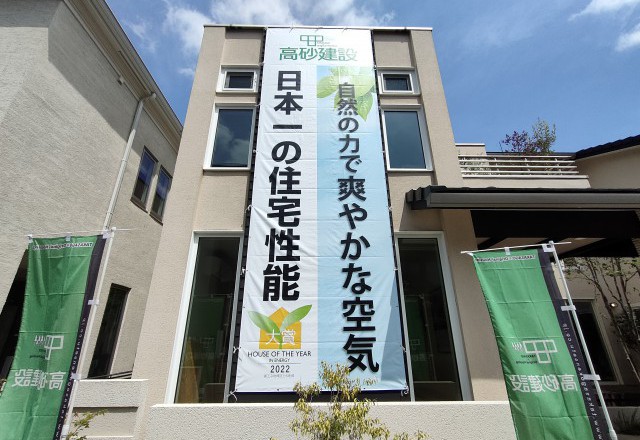 高砂建設
自然の力で爽やかな空気
日本一の住宅性能
大賞
HOUSE OF THE YEAR
IN ENERGY
2022
高砂建設
高砂建設